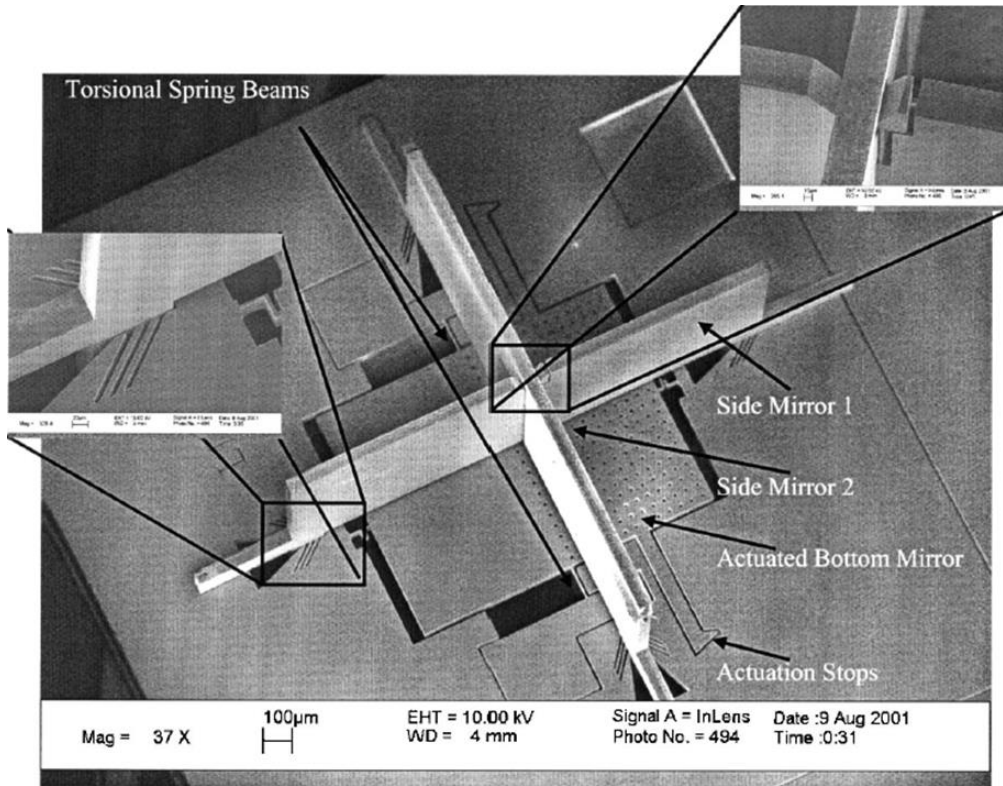 Torsional Spring Beams
Side Mirror 1
Side Mirror 2
Actuated Bottom Mirror
Actuation Stops
Mag = 37 X
100µm
EHT = 10.00 kV
WD = 4 mm
Signal A = InLens
Photo No. = 494
Date :9 Aug 2001
Time :0:31